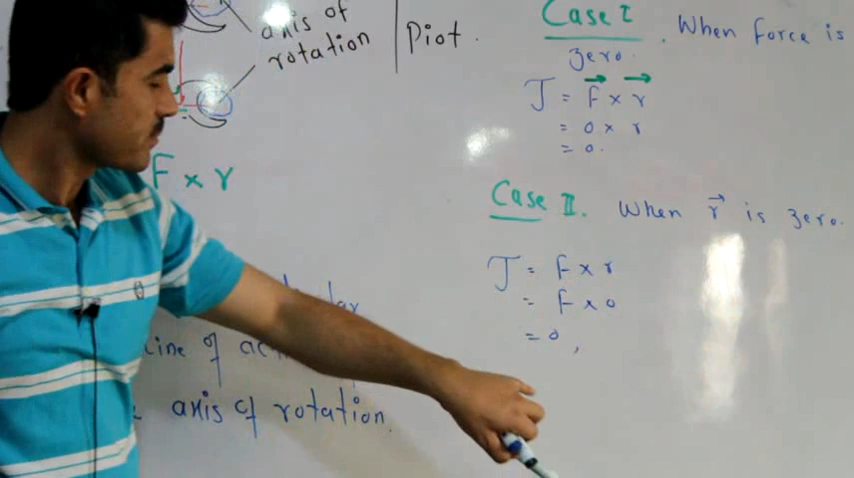 axis of
rotation
Piot.
F × r
line of
axis of rotation.
Case I. When Force is
zero.
τ = F⃗ × r⃗
= 0 × r
= 0.
Case II. When r⃗ is zero.
τ = F × r
= F × 0
= 0,